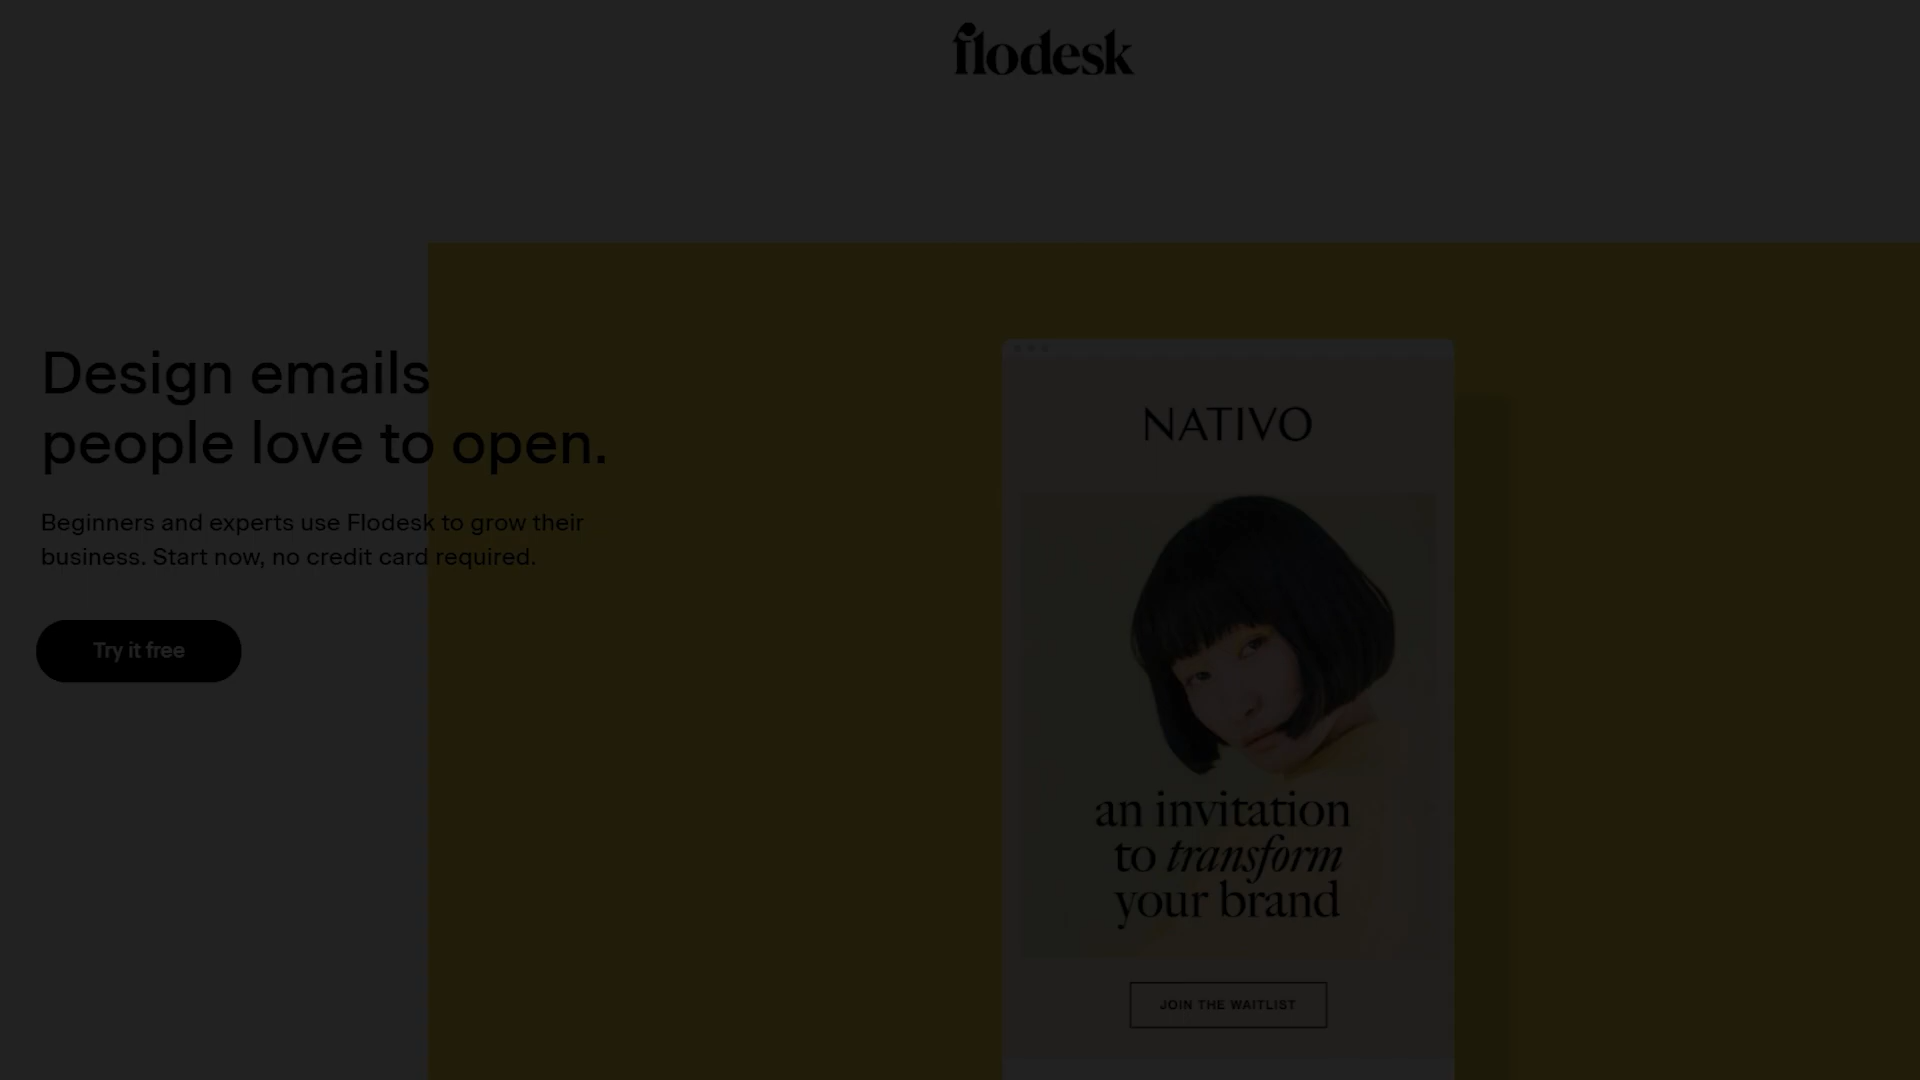 flodesk
Design emails
people love to open.
Beginners and experts use Flodesk to grow their
business. Start now, no credit card required.
Try it free
NATIVO
an invitation
to transform
your brand
JOIN THE WAITLIST